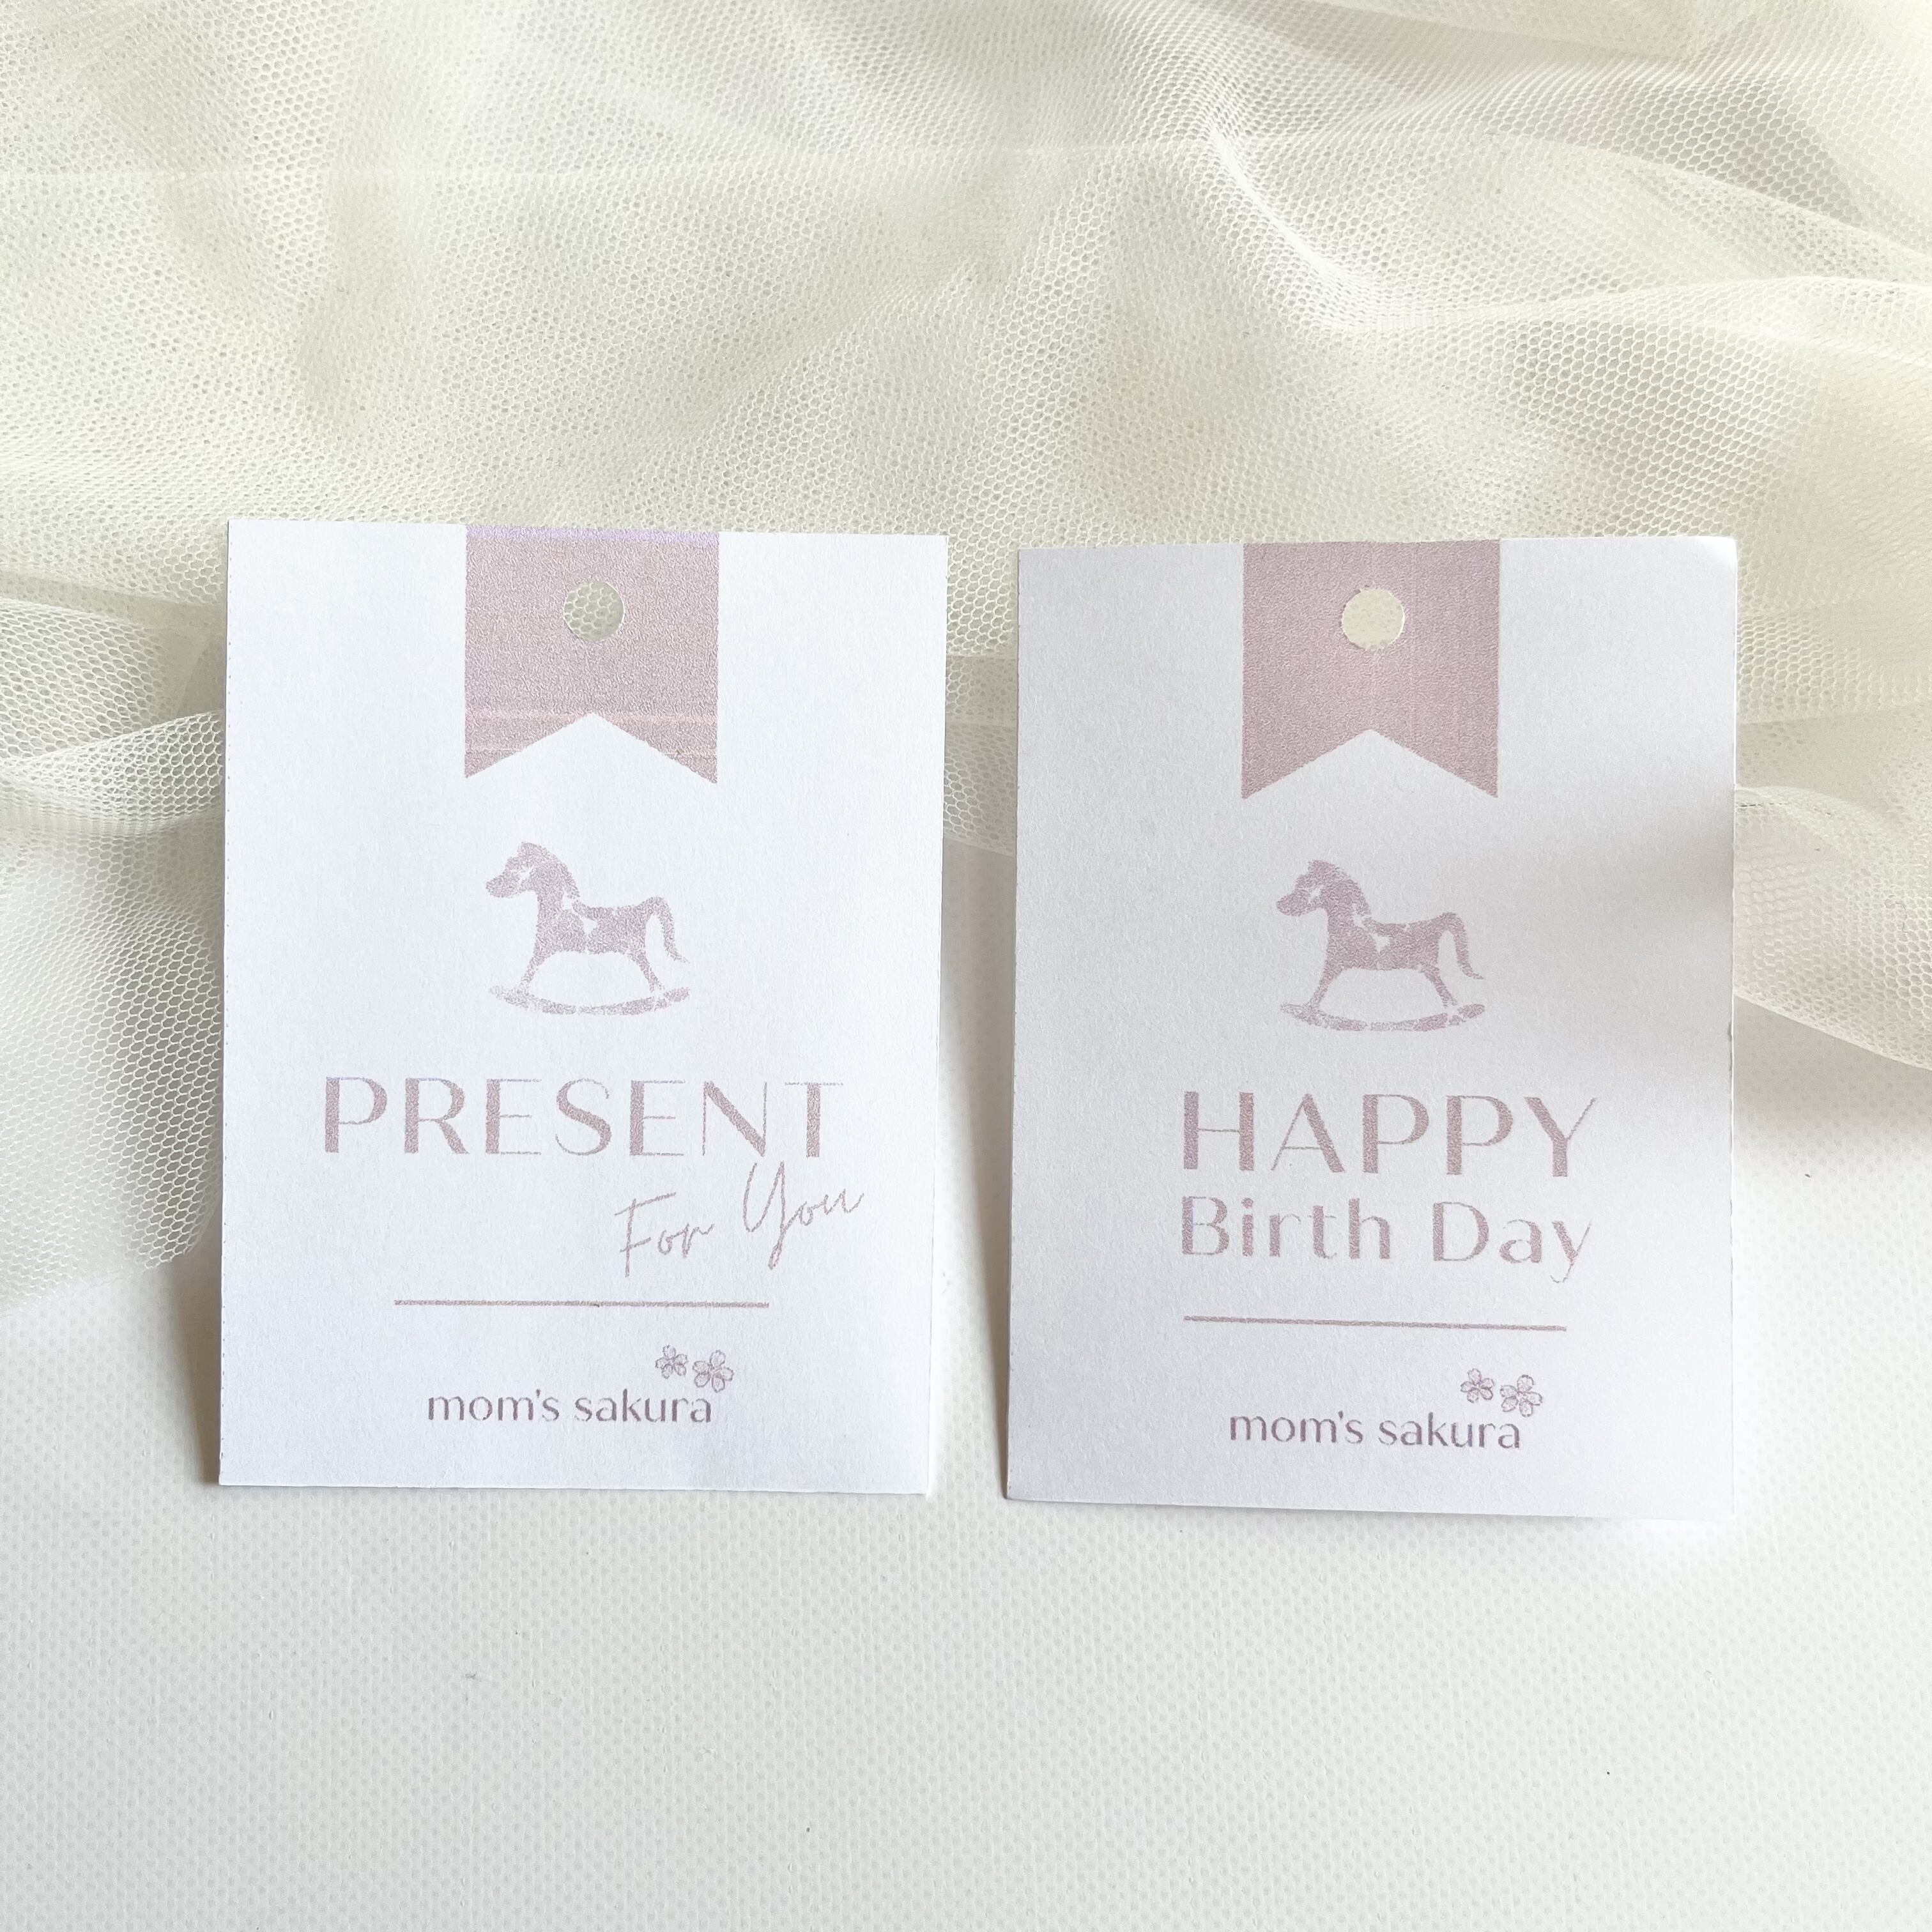 PRESENT
For You
mom's sakura
HAPPY
Birth Day
mom's sakura